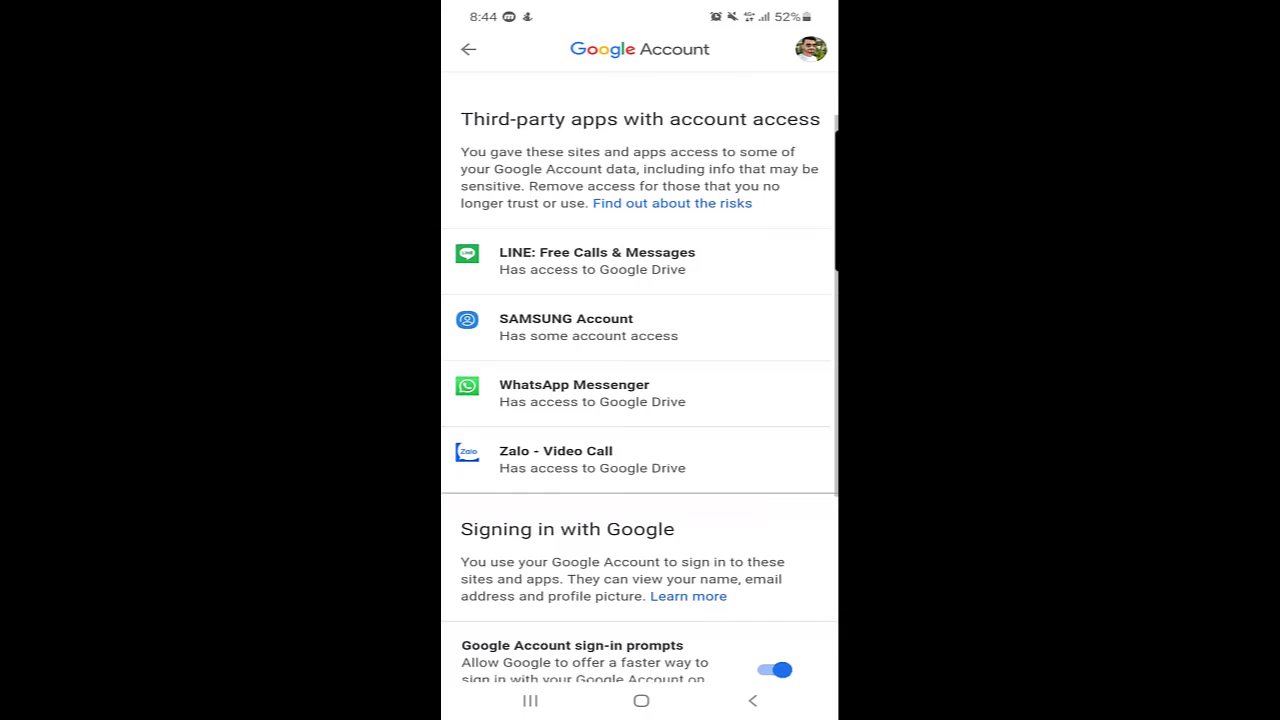 8:44 52%
Google Account
Third-party apps with account access
You gave these sites and apps access to some of
your Google Account data, including info that may be
sensitive. Remove access for those that you no
longer trust or use. Find out about the risks
LINE
LINE: Free Calls & Messages
Has access to Google Drive
SAMSUNG Account
Has some account access
WhatsApp Messenger
Has access to Google Drive
Zalo
Zalo - Video Call
Has access to Google Drive
Signing in with Google
You use your Google Account to sign in to these
sites and apps. They can view your name, email
address and profile picture. Learn more
Google Account sign-in prompts
Allow Google to offer a faster way to
sign in with your Google Account on